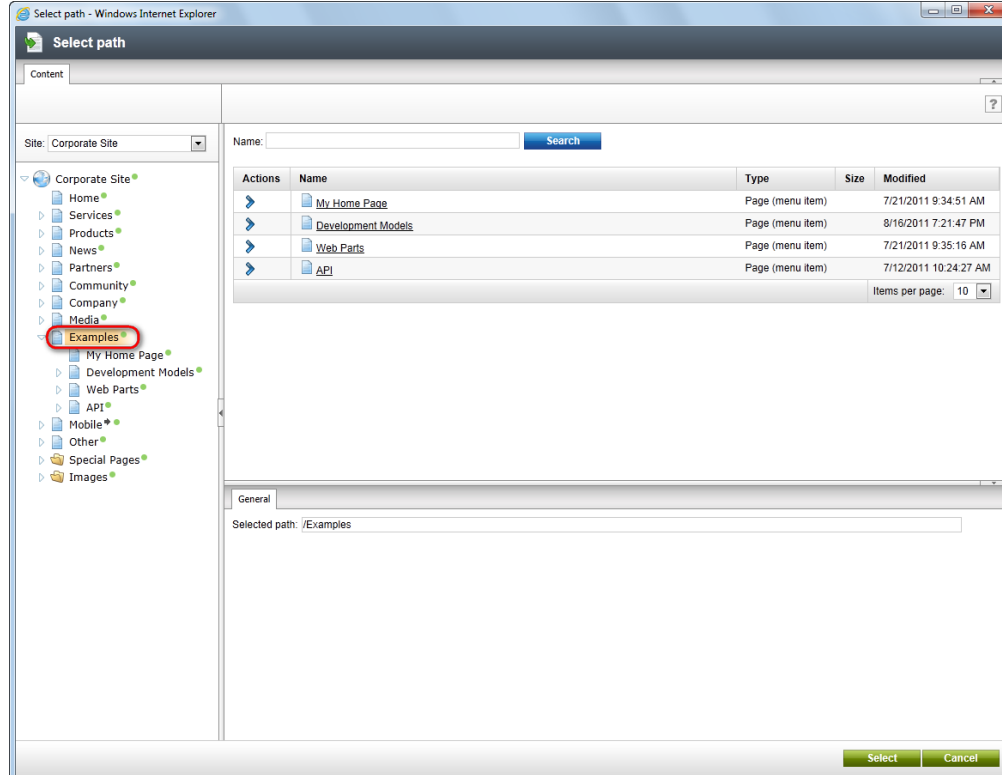 Select path - Windows Internet Explorer
Select path
Content
?
Site: Corporate Site
Corporate Site
Home
Services
Products
News
Partners
Community
Company
Media
Examples
My Home Page
Development Models
Web Parts
API
Mobile
Other
Special Pages
Images
Name: Search
Actions Name Type Size Modified
My Home Page Page (menu item) 7/21/2011 9:34:51 AM
Development Models Page (menu item) 8/16/2011 7:21:47 PM
Web Parts Page (menu item) 7/21/2011 9:35:16 AM
API Page (menu item) 7/12/2011 10:24:27 AM
Items per page: 10
General
Selected path: /Examples
Select Cancel